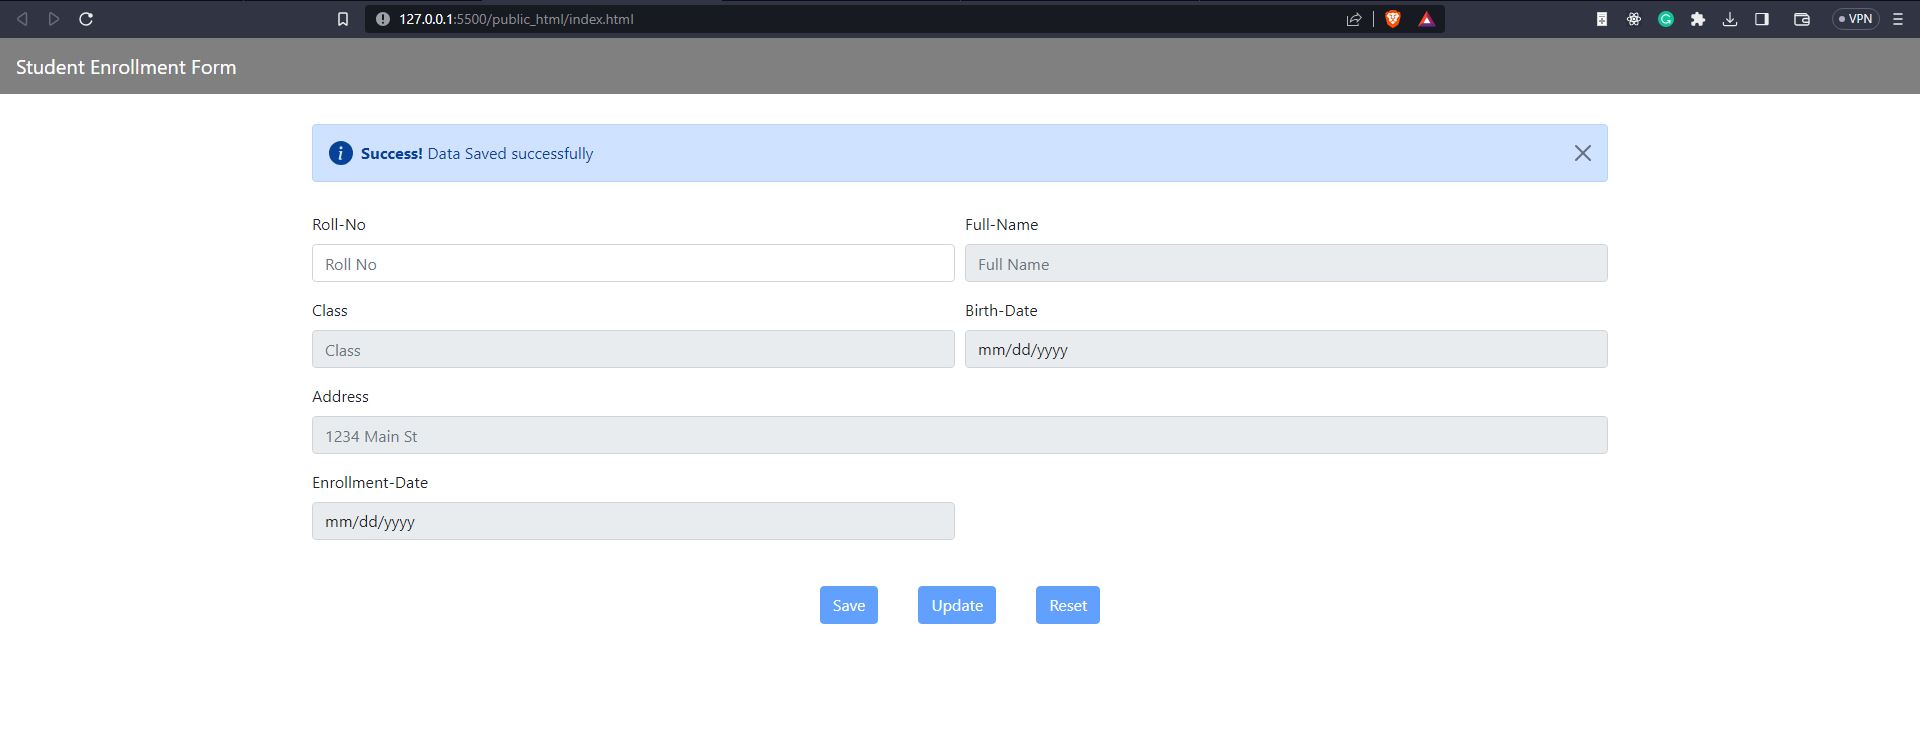 127.0.0.1:5500/public_html/index.html
VPN
Student Enrollment Form
Success! Data Saved successfully
Roll-No
Full-Name
Roll No
Full Name
Class
Birth-Date
Class
mm/dd/yyyy
Address
1234 Main St
Enrollment-Date
mm/dd/yyyy
Save Update Reset